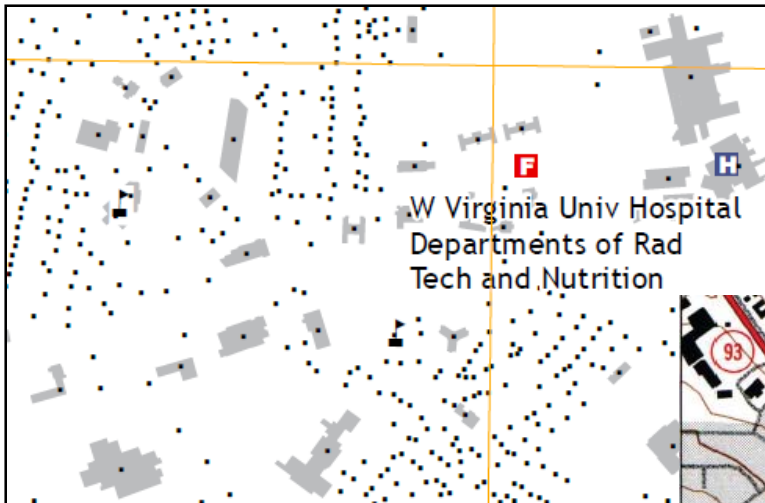 F
H
W Virginia Univ Hospital
Departments of Rad
Tech and Nutrition
93